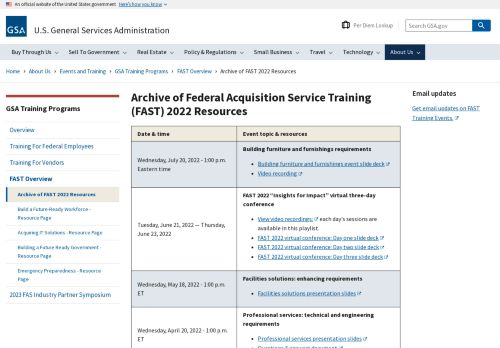 An official website of the United States government Here's how you know
GSA
U.S. General Services Administration
Per Diem Lookup
Search GSA.gov
Buy Through Us
Sell To Government
Real Estate
Policy & Regulations
Small Business
Travel
Technology
About Us
Home › About Us › Events and Training › GSA Training Programs › FAST Overview › Archive of FAST 2022 Resources
GSA Training Programs
Overview
Training For Federal Employees
Training For Vendors
FAST Overview
Archive of FAST 2022 Resources
Build a Future-Ready Workforce -
Resource Page
Acquiring IT Solutions - Resource Page
Building a Future Ready Government -
Resource Page
Emergency Preparedness - Resource
Page
2023 FAS Industry Partner Symposium
Archive of Federal Acquisition Service Training
(FAST) 2022 Resources
Date & time
Event topic & resources
Wednesday, July 20, 2022 - 1:00 p.m.
Eastern time
Building furniture and furnishings requirements
Building furniture and furnishings event slide deck
Video recording
Tuesday, June 21, 2022 — Thursday,
June 23, 2022
FAST 2022 "Insights for Impact" virtual three-day
conference
View video recordings; each day's sessions are
available in this playlist.
FAST 2022 virtual conference: Day one slide deck
FAST 2022 virtual conference: Day two slide deck
FAST 2022 virtual conference: Day three slide deck
Wednesday, May 18, 2022 - 1:00 p.m.
ET
Facilities solutions: enhancing requirements
Facilities solutions presentation slides
Wednesday, April 20, 2022 - 1:00 p.m.
ET
Professional services: technical and engineering
requirements
Professional services presentation slides
Email updates
Get email updates on FAST
Training Events.